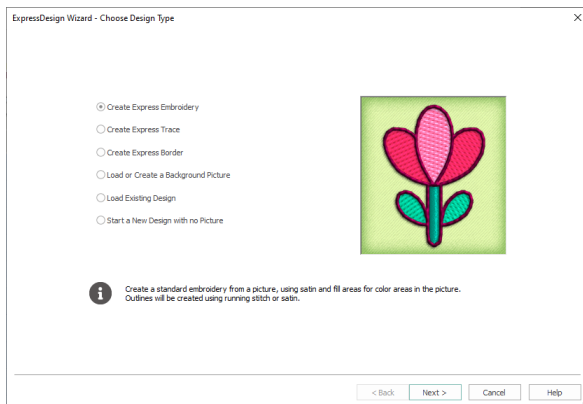 ExpressDesign Wizard - Choose Design Type
Create Express Embroidery
Create Express Trace
Create Express Border
Load or Create a Background Picture
Load Existing Design
Start a New Design with no Picture
Create a standard embroidery from a picture, using satin and fill areas for color areas in the picture.
Outlines will be created using running stitch or satin.
< Back Next > Cancel Help